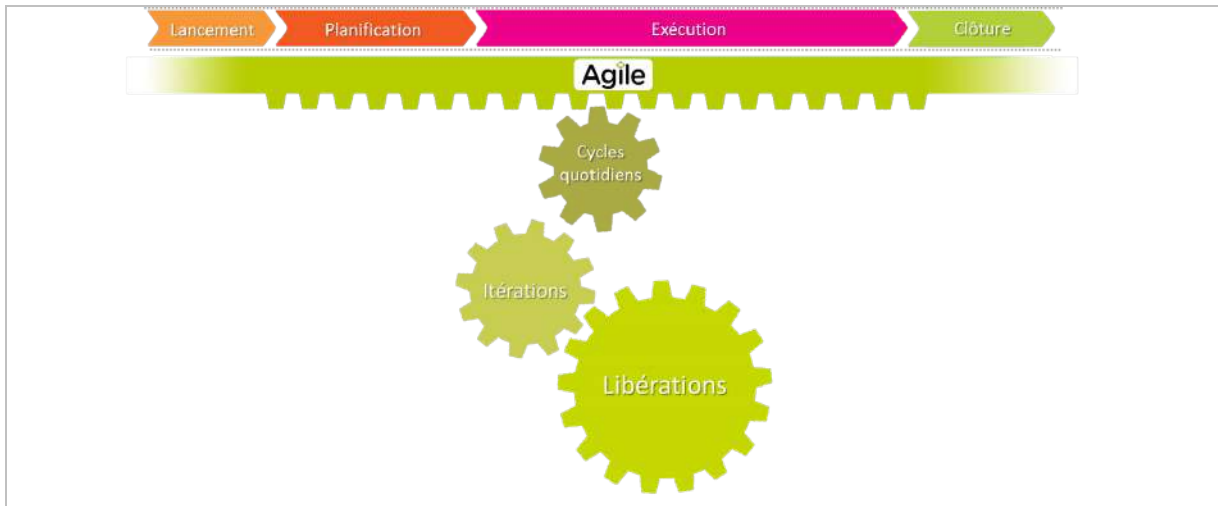 Lancement
Planification
Exécution
Clôture
Agile
Cycles
quotidiens
Itérations
Libérations